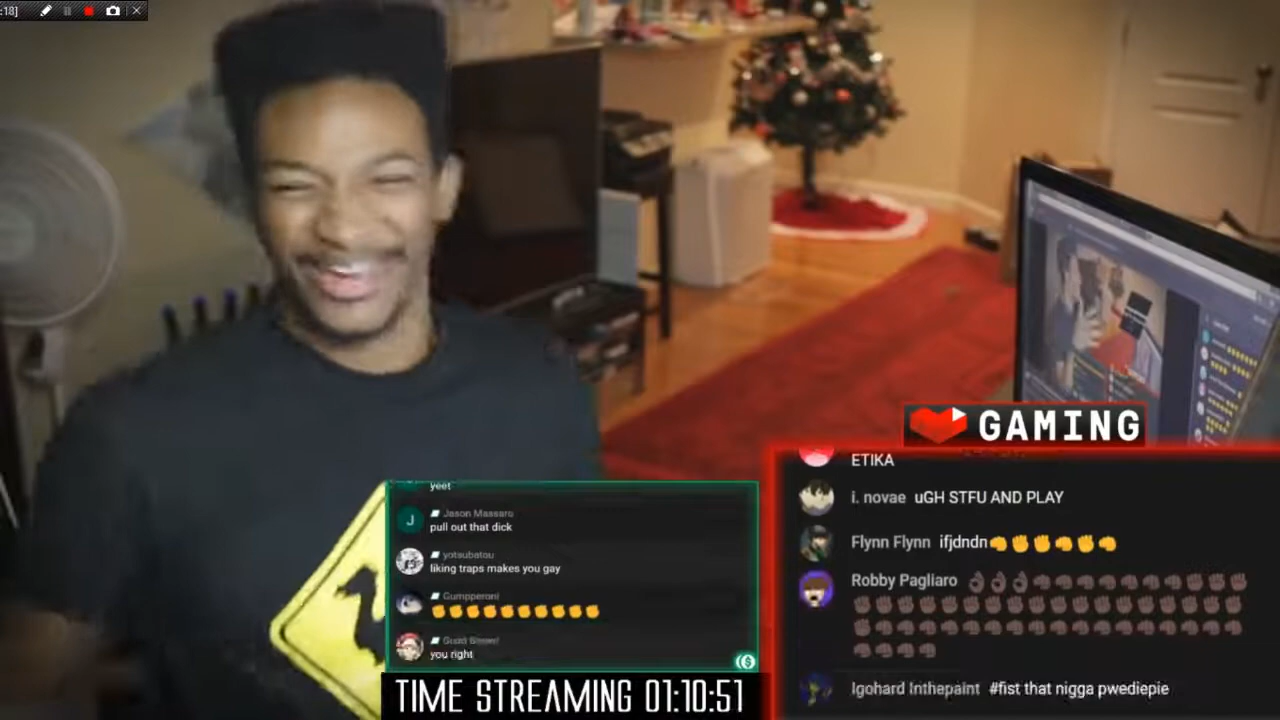 :18]
GAMING
ETIKA
i. novae uGH STFU AND PLAY
Flynn Flynn ifjdndn👊✊✊👊✊👊
Robby Pagliaro
Igohard Inthepaint #fist that nigga pwediepie
yeet
J
Jason Massaro
pull out that dick
yotsubatou
liking traps makes you gay
Gumpperoni
✊✊✊✊✊✊✊✊✊✊
you right
TIME STREAMING 01:10:51